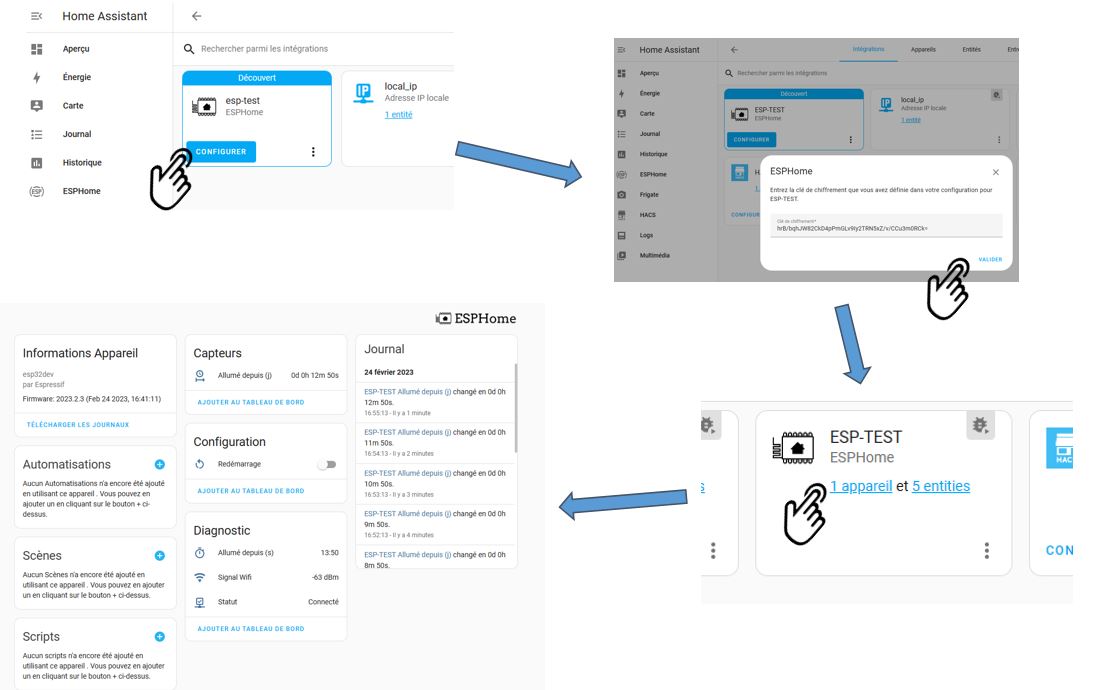 Home Assistant
Aperçu
Énergie
Carte
Journal
Historique
ESP
ESPHome
Rechercher parmi les intégrations
Découvert
esp-test
ESPHome
CONFIGURER
IP
local_ip
Adresse IP locale
1 entité
Home Assistant
Intégrations
Appareils
Entités
Entre
Aperçu
Énergie
Carte
Journal
Historique
ESPHome
Frigate
HACS
Logs
Multimédia
Rechercher parmi les intégrations
Découvert
ESP-TEST
ESPHome
CONFIGURER
IP
local_ip
Adresse IP locale
1 entité
CONFIGUR
ESPHome
Entrez la clé de chiffrement que vous avez définie dans votre configuration pour
ESP-TEST.
Clé de chiffrement*
hrB/bqhJW82CkD4pPmGLv9Iy2TRN5xZ/v/CCu3m0RCk=
VALIDER
ESP-TEST
ESPHome
1 appareil et 5 entities
s
HAC
CON
ESPHome
Informations Appareil
esp32dev
par Espressif
Firmware: 2023.2.3 (Feb 24 2023, 16:41:11)
TÉLÉCHARGER LES JOURNAUX
Automatisations
Aucun Automatisations n'a encore été ajouté
en utilisant ce appareil . Vous pouvez en
ajouter un en cliquant sur le bouton + ci-
dessus.
Scènes
Aucun Scènes n'a encore été ajouté en
utilisant ce appareil . Vous pouvez en ajouter
un en cliquant sur le bouton + ci-dessus.
Scripts
Aucun scripts n'a encore été ajouté en
utilisant ce appareil . Vous pouvez en ajouter
un en cliquant sur le bouton + ci-dessus.
Capteurs
Allumé depuis (j) 0d 0h 12m 50s
AJOUTER AU TABLEAU DE BORD
Configuration
Redémarrage
AJOUTER AU TABLEAU DE BORD
Diagnostic
Allumé depuis (s) 13:50
Signal Wifi -63 dBm
Statut Connecté
AJOUTER AU TABLEAU DE BORD
Journal
24 février 2023
ESP-TEST Allumé depuis (j) changé en 0d 0h
12m 50s.
16:55:13 - Il y a 1 minute
ESP-TEST Allumé depuis (j) changé en 0d 0h
11m 50s.
16:54:13 - Il y a 2 minutes
ESP-TEST Allumé depuis (j) changé en 0d 0h
10m 50s.
16:53:13 - Il y a 3 minutes
ESP-TEST Allumé depuis (j) changé en 0d 0h
9m 50s.
16:52:13 - Il y a 4 minutes
ESP-TEST Allumé depuis (j) changé en 0d 0h
8m 50s.